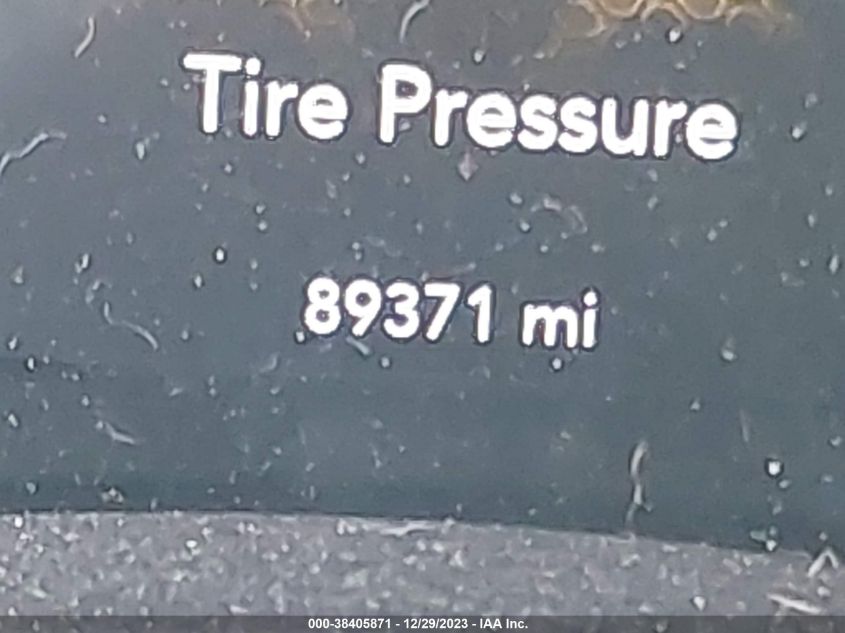 Tire Pressure
89371 mi
000-38405871 - 12/29/2023 - IAA Inc.